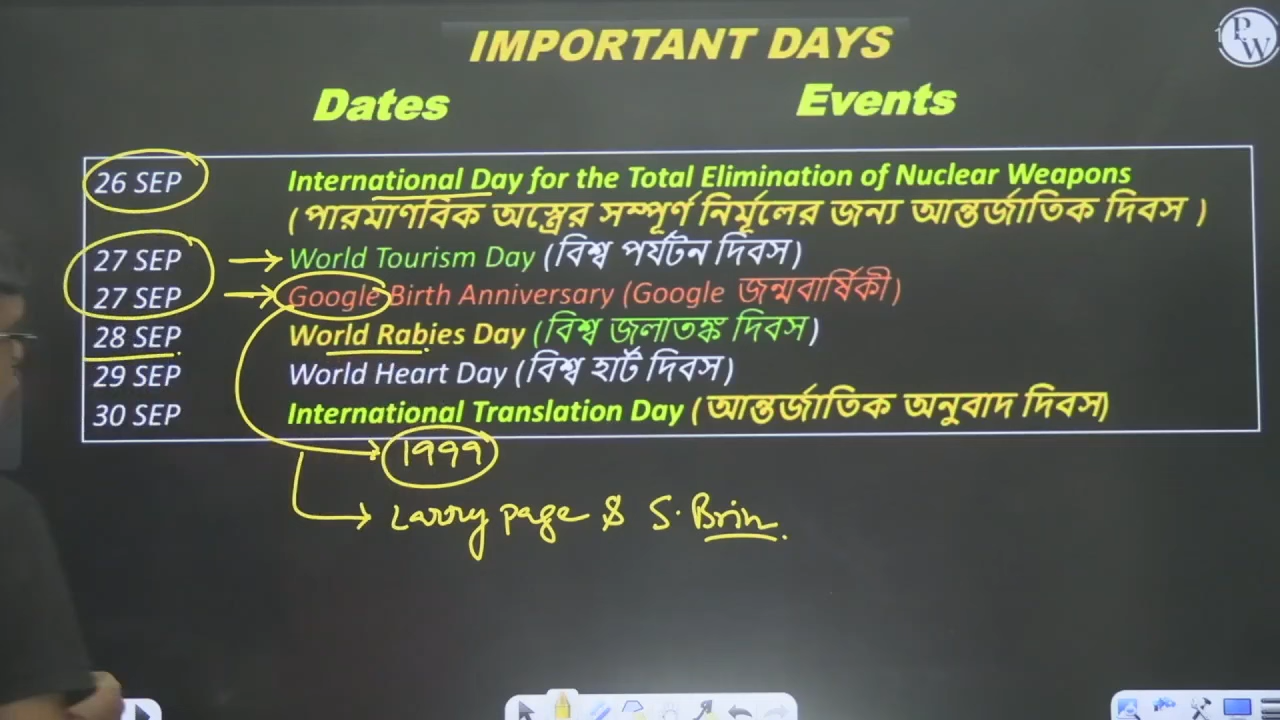 IMPORTANT DAYS
PW
Dates Events
26 SEP International Day for the Total Elimination of Nuclear Weapons
(পারমাণবিক অস্ত্রের সম্পূর্ণ নির্মূলের জন্য আন্তর্জাতিক দিবস )
27 SEP → World Tourism Day (বিশ্ব পর্যটন দিবস)
27 SEP → Google Birth Anniversary (Google জন্মবার্ষিকী)
28 SEP World Rabies Day (বিশ্ব জলাতঙ্ক দিবস)
29 SEP World Heart Day (বিশ্ব হার্ট দিবস)
30 SEP International Translation Day (আন্তর্জাতিক অনুবাদ দিবস)
1999
Larry page & S. Brin.